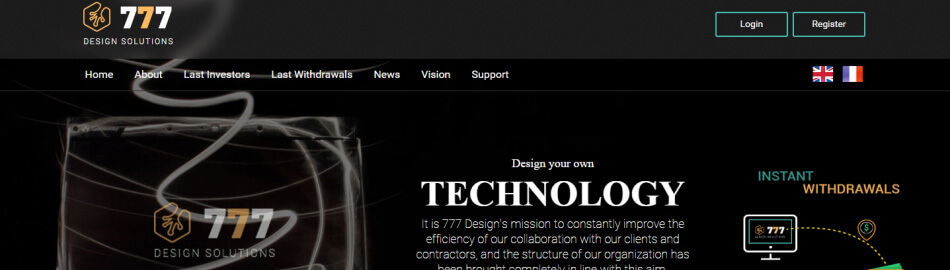 777
DESIGN SOLUTIONS
Login
Register
Home
About
Last Investors
Last Withdrawals
News
Vision
Support
Design your own
TECHNOLOGY
It is 777 Design's mission to constantly improve the
efficiency of our collaboration with our clients and
contractors, and the structure of our organization has
been brought completely in line with this aim
INSTANT
WITHDRAWALS
777
DESIGN SOLUTIONS
777
$